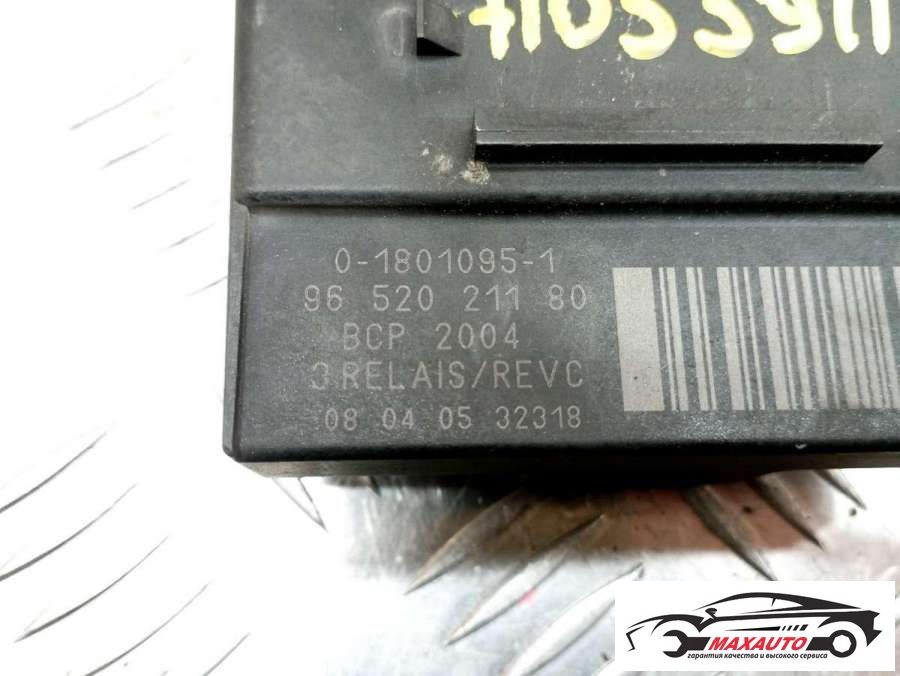 0-1801095-1
96 520 211 80
BCP 2004
3 RELAIS/REVC
08 04 05 32318
MAXAUTO
гарантия качества и высокого сервиса